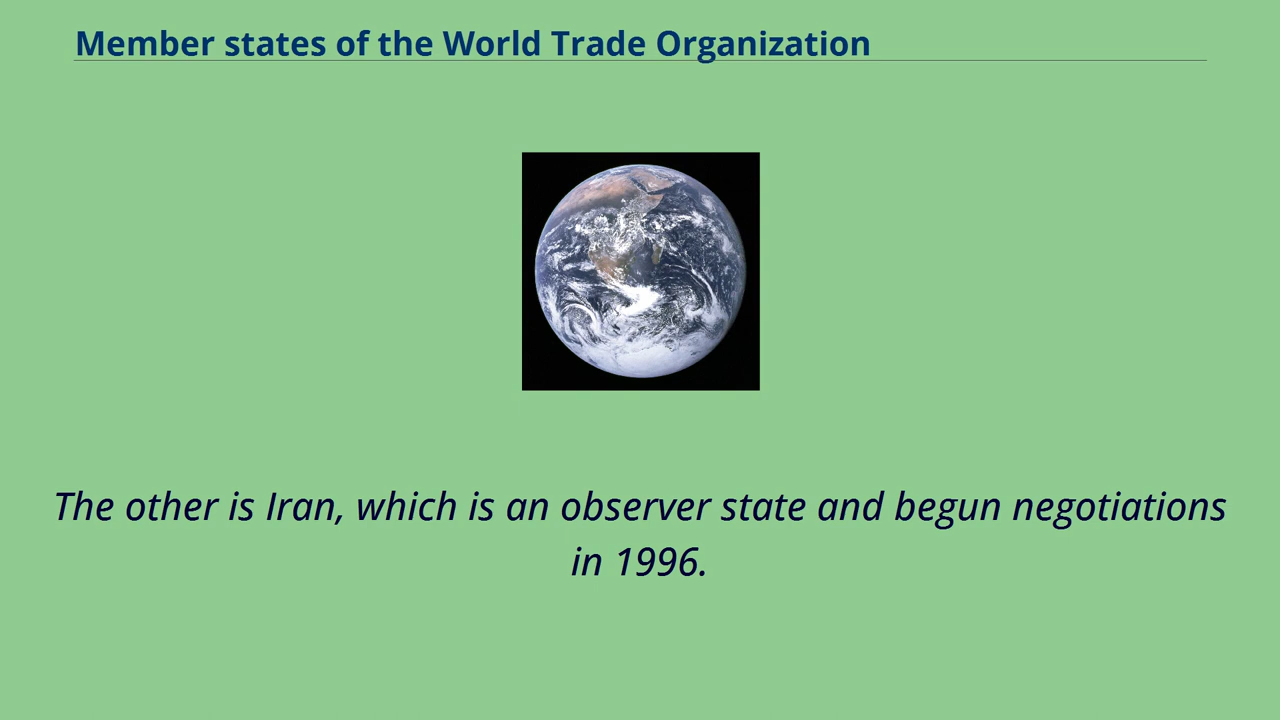 Member states of the World Trade Organization
The other is Iran, which is an observer state and begun negotiations
in 1996.